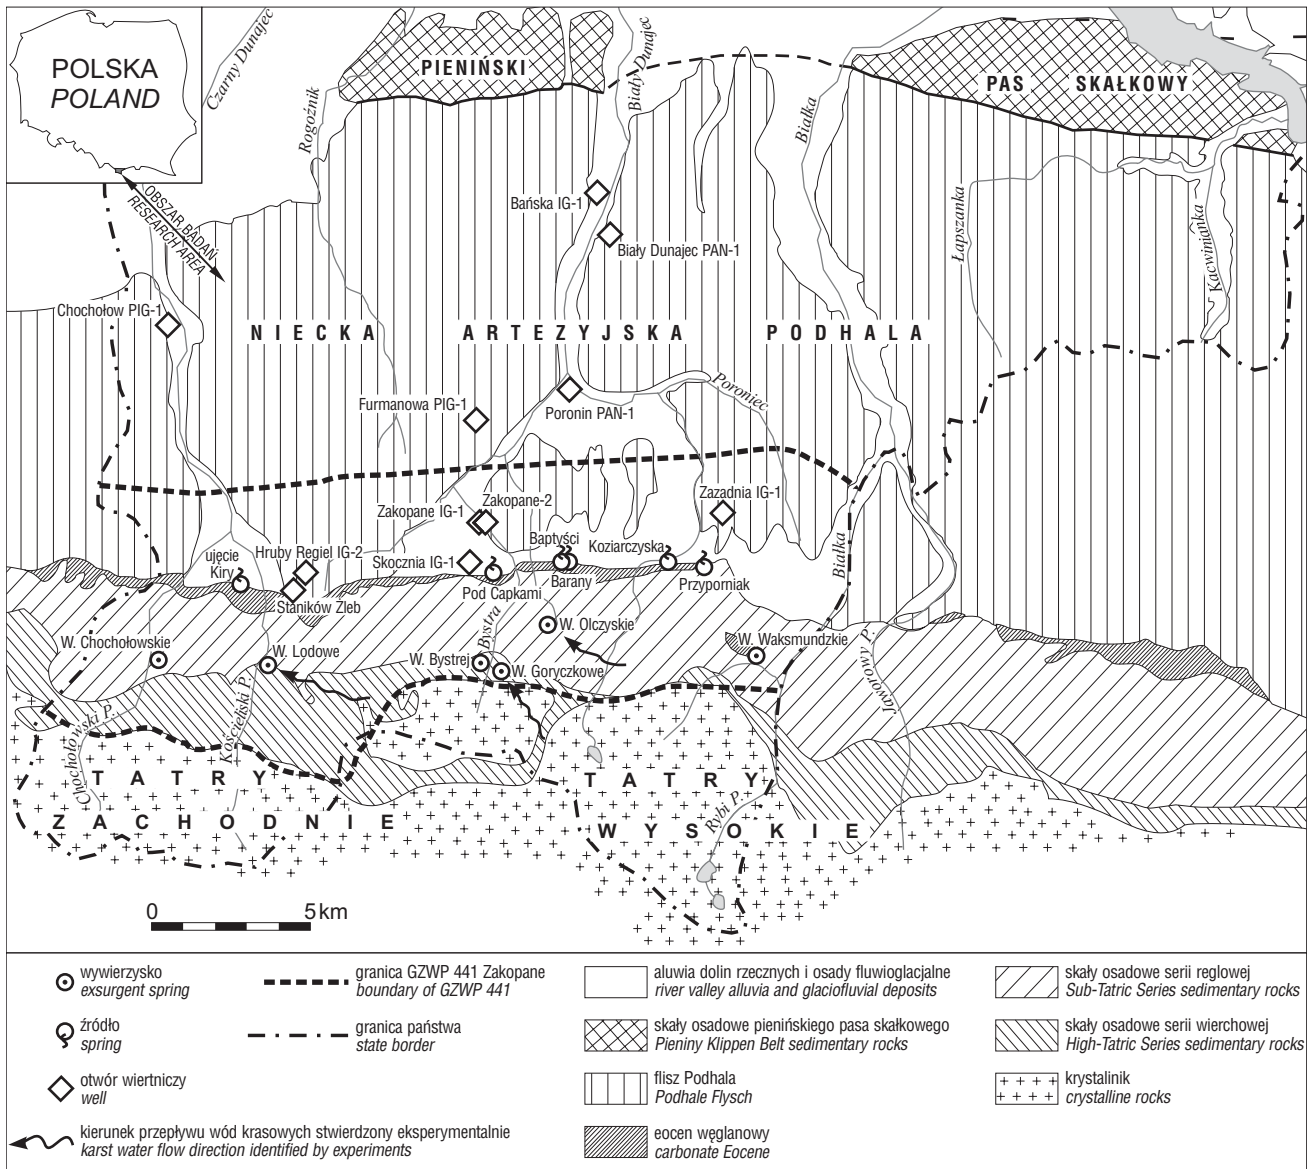 POLSKA
POLAND
Czarny Dunajec
Rogoźnik
PIENIŃSKI
Biały Dunajec
Białka
PAS SKAŁKOWY
OBSZAR BADAŃ
RESEARCH AREA
Bańska IG-1
Biały Dunajec PAN-1
Łapszanka
Kacwinianka
Chochołow PIG-1
NIECKA ARTEZYJSKA PODHALA
Furmanowa PIG-1
Poronin PAN-1
Poroniec
Zakopane IG-1
Zakopane-2
Zazadnia IG-1
ujęcie
Kiry
Hruby Regiel IG-2
Staników Żleb
Skocznia IG-1
Pod Capkami
Baptyści
Barany
Koziarczyska
Przyporniak
Białka
W. Chochołowskie
W. Lodowe
W. Bystrej
Bystra
W. Olczyskie
W. Goryczkowe
W. Waksmundzkie
Jaworowy P.
Chochołowski P.
Kościeliski P.
Rybi P.
TATRY
ZACHODNIE
TATRY
WYSOKIE
0 5 km
wywierzysko
exsurgent spring
źródło
spring
otwór wiertniczy
well
kierunek przepływu wód krasowych stwierdzony eksperymentalnie
karst water flow direction identified by experiments
granica GZWP 441 Zakopane
boundary of GZWP 441
granica państwa
state border
aluwia dolin rzecznych i osady fluwioglacjalne
river valley alluvia and glaciofluvial deposits
skały osadowe pienińskiego pasa skałkowego
Pieniny Klippen Belt sedimentary rocks
flisz Podhala
Podhale Flysch
eocen węglanowy
carbonate Eocene
skały osadowe serii reglowej
Sub-Tatric Series sedimentary rocks
skały osadowe serii wierchowej
High-Tatric Series sedimentary rocks
krystalinik
crystalline rocks